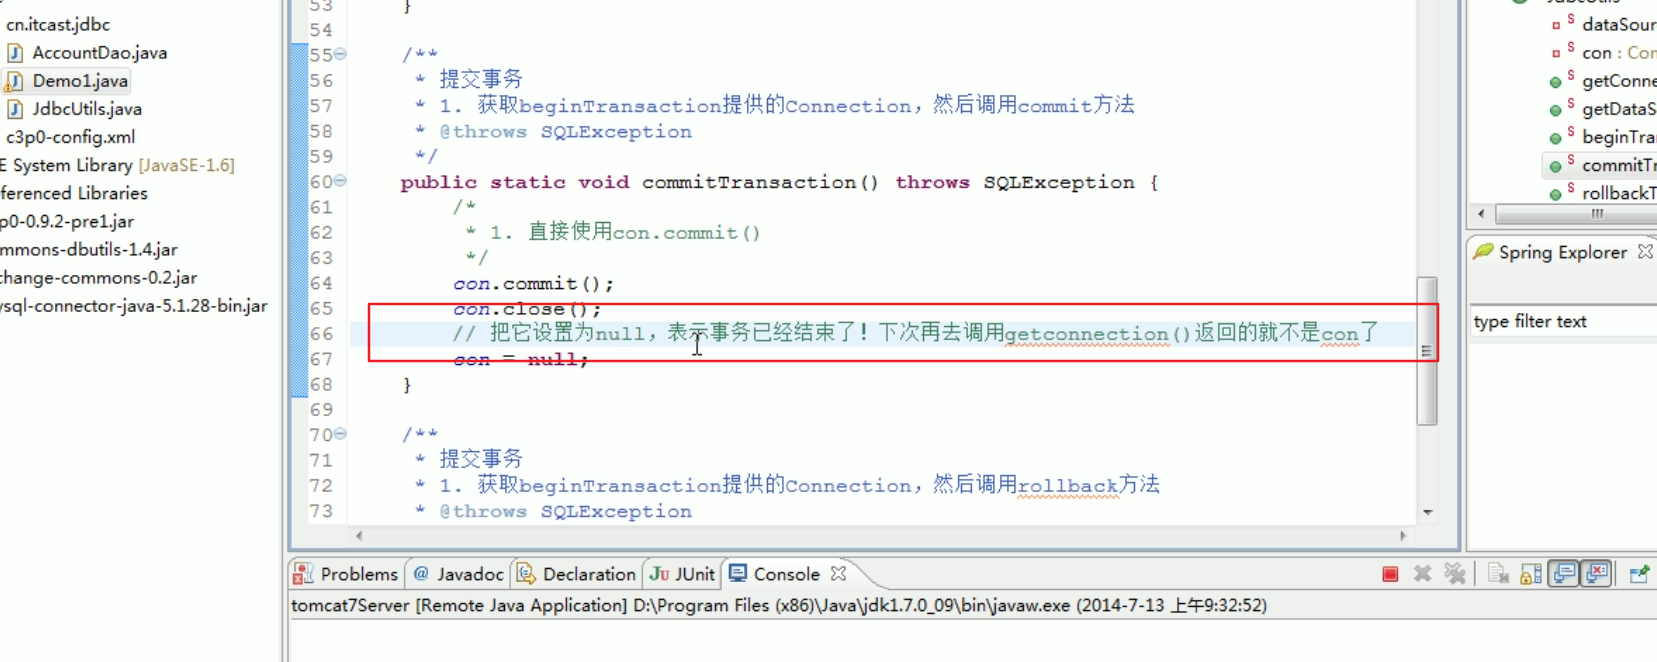 cn.itcast.jdbc
AccountDao.java
Demo1.java
JdbcUtils.java
c3p0-config.xml
E System Library [JavaSE-1.6]
ferenced Libraries
p0-0.9.2-pre1.jar
mmons-dbutils-1.4.jar
change-commons-0.2.jar
ysql-connector-java-5.1.28-bin.jar
53 }
54
55 /**
56 * 提交事务
57 * 1. 获取beginTransaction提供的Connection，然后调用commit方法
58 * @throws SQLException
59 */
60 public static void commitTransaction() throws SQLException {
61 /*
62 * 1. 直接使用con.commit()
63 */
64 con.commit();
65 con.close();
66 // 把它设置为null，表示事务已经结束了！下次再去调用getconnection()返回的就不是con了
67 con = null;
68 }
69
70 /**
71 * 提交事务
72 * 1. 获取beginTransaction提供的Connection，然后调用rollback方法
73 * @throws SQLException
JdbcUtils
S dataSour
S con : Con
S getConne
S getDataS
S beginTra
S commitTr
S rollbackT
Spring Explorer
type filter text
Problems @ Javadoc Declaration JU JUnit Console
tomcat7Server [Remote Java Application] D:\Program Files (x86)\Java\jdk1.7.0_09\bin\javaw.exe (2014-7-13 上午9:32:52)